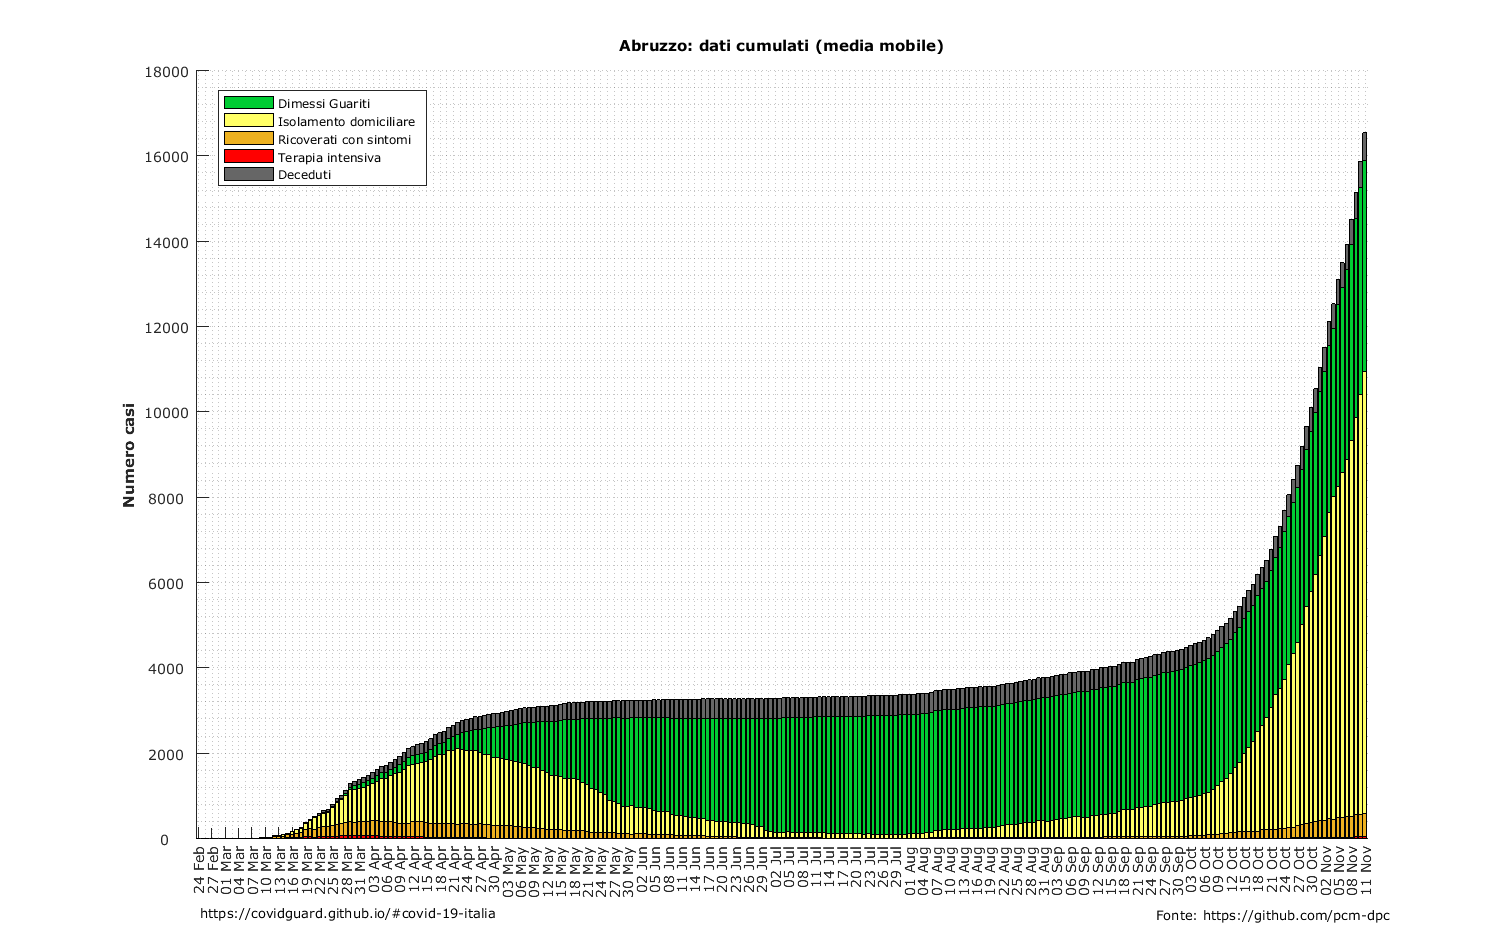 Abruzzo: dati cumulati (media mobile)
18000
16000
14000
12000
10000
8000
6000
4000
2000
0
Numero casi
Dimessi Guariti
Isolamento domiciliare
Ricoverati con sintomi
Terapia intensiva
Deceduti
24 Feb
27 Feb
01 Mar
04 Mar
07 Mar
10 Mar
13 Mar
16 Mar
19 Mar
22 Mar
25 Mar
28 Mar
31 Mar
03 Apr
06 Apr
09 Apr
12 Apr
15 Apr
18 Apr
21 Apr
24 Apr
27 Apr
30 Apr
03 May
06 May
09 May
12 May
15 May
18 May
21 May
24 May
27 May
30 May
02 Jun
05 Jun
08 Jun
11 Jun
14 Jun
17 Jun
20 Jun
23 Jun
26 Jun
29 Jun
02 Jul
05 Jul
08 Jul
11 Jul
14 Jul
17 Jul
20 Jul
23 Jul
26 Jul
29 Jul
01 Aug
04 Aug
07 Aug
10 Aug
13 Aug
16 Aug
19 Aug
22 Aug
25 Aug
28 Aug
31 Aug
03 Sep
06 Sep
09 Sep
12 Sep
15 Sep
18 Sep
21 Sep
24 Sep
27 Sep
30 Sep
03 Oct
06 Oct
09 Oct
12 Oct
15 Oct
18 Oct
21 Oct
24 Oct
27 Oct
30 Oct
02 Nov
05 Nov
08 Nov
11 Nov
https://covidguard.github.io/#covid-19-italia
Fonte: https://github.com/pcm-dpc